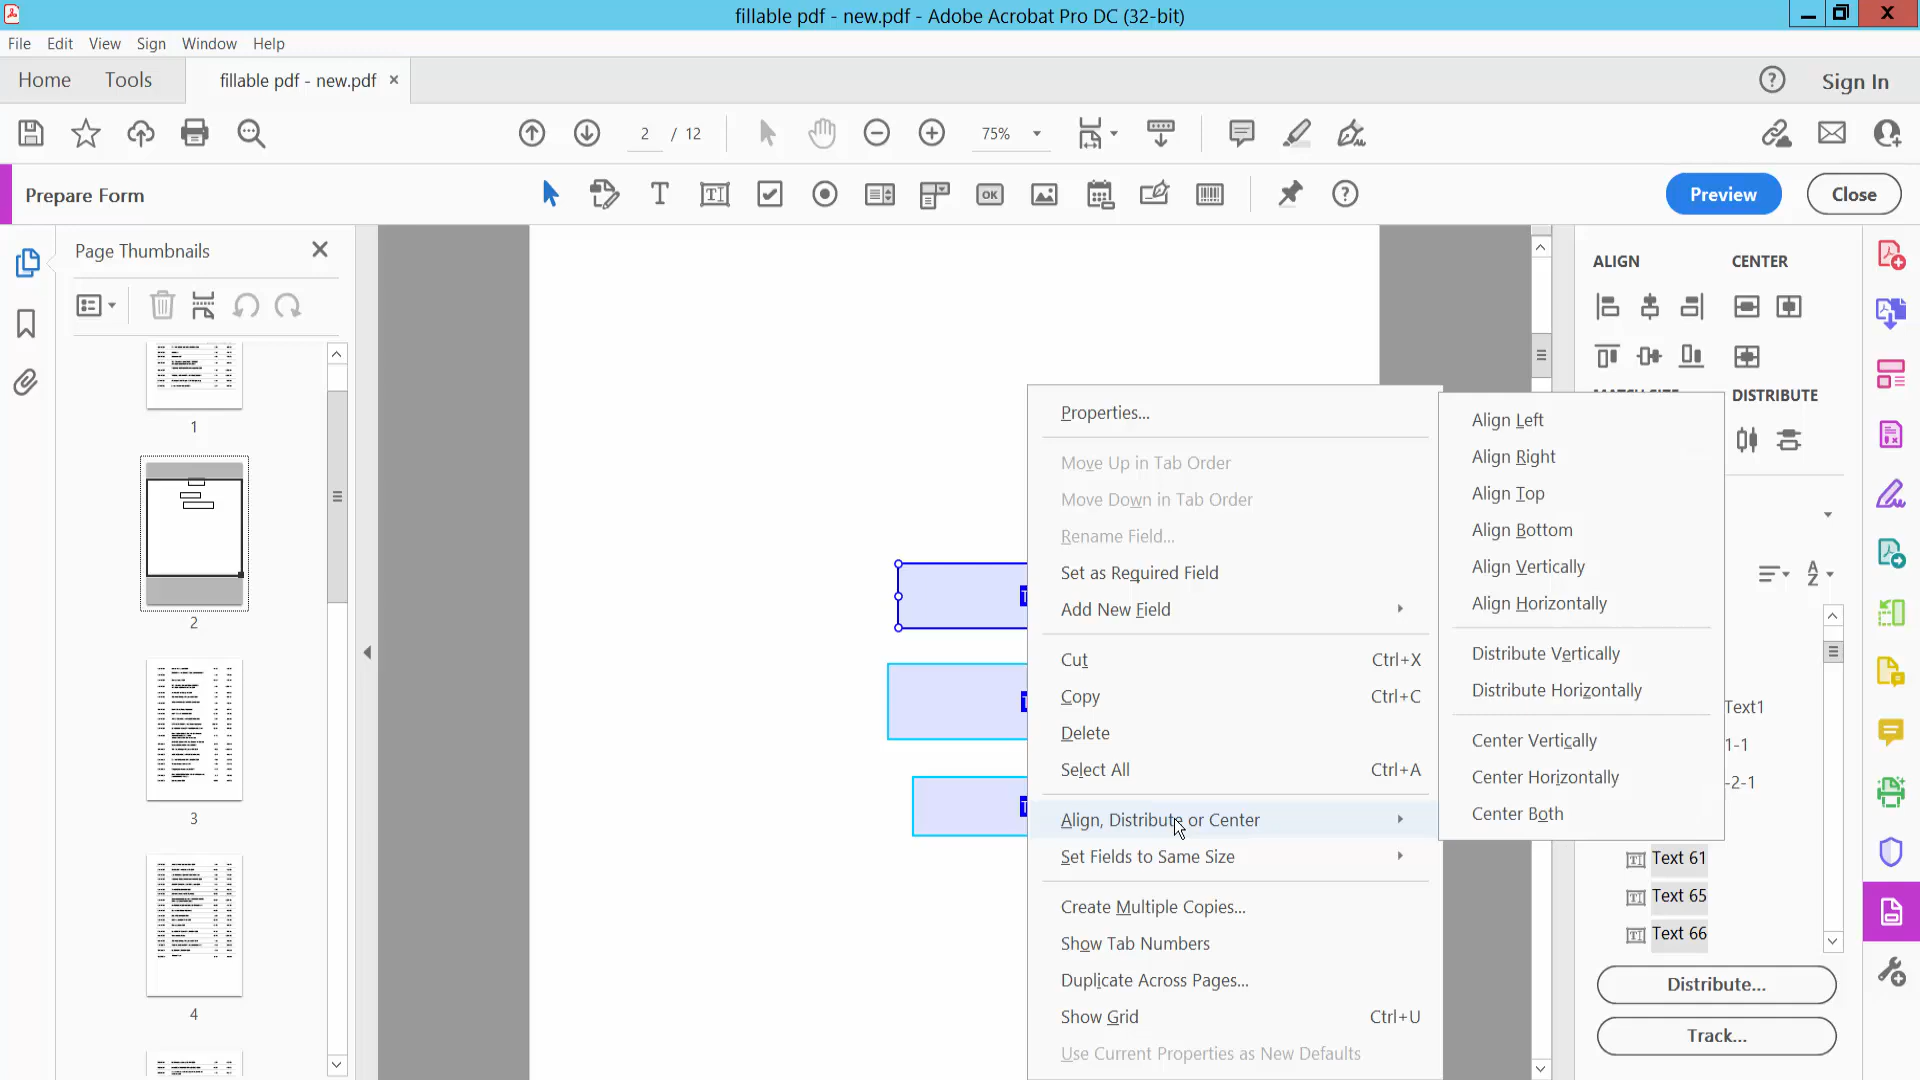 fillable pdf - new.pdf - Adobe Acrobat Pro DC (32-bit)
File Edit View Sign Window Help
Home Tools fillable pdf - new.pdf × Sign In
2 / 12 75%
Prepare Form Preview Close
Page Thumbnails
1
2
3
4
ALIGN CENTER
DISTRIBUTE
Properties...
Move Up in Tab Order
Move Down in Tab Order
Rename Field...
Set as Required Field
Add New Field
Cut Ctrl+X
Copy Ctrl+C
Delete
Select All Ctrl+A
Align, Distribute or Center
Set Fields to Same Size
Create Multiple Copies...
Show Tab Numbers
Duplicate Across Pages...
Show Grid Ctrl+U
Use Current Properties as New Defaults
Align Left
Align Right
Align Top
Align Bottom
Align Vertically
Align Horizontally
Distribute Vertically
Distribute Horizontally
Center Vertically
Center Horizontally
Center Both
Text1
1-1
-2-1
Text 61
Text 65
Text 66
Distribute...
Track...